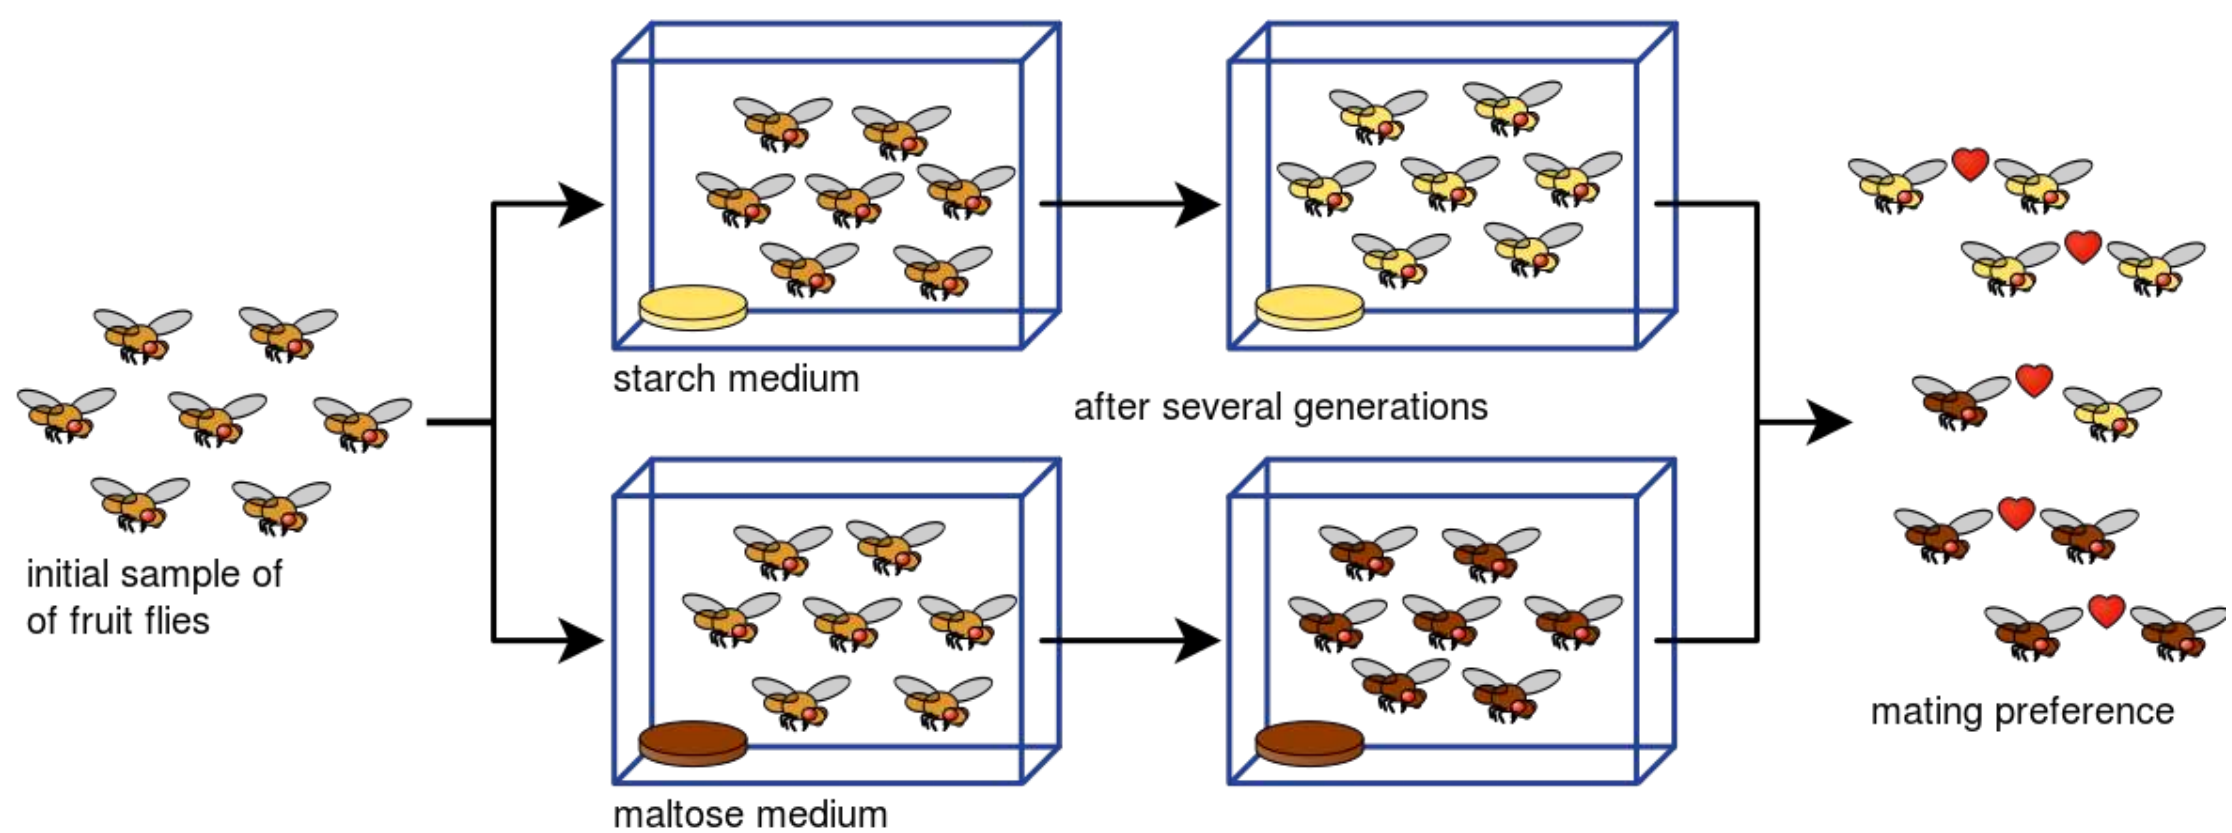 starch medium
after several generations
initial sample of
of fruit flies
mating preference
maltose medium